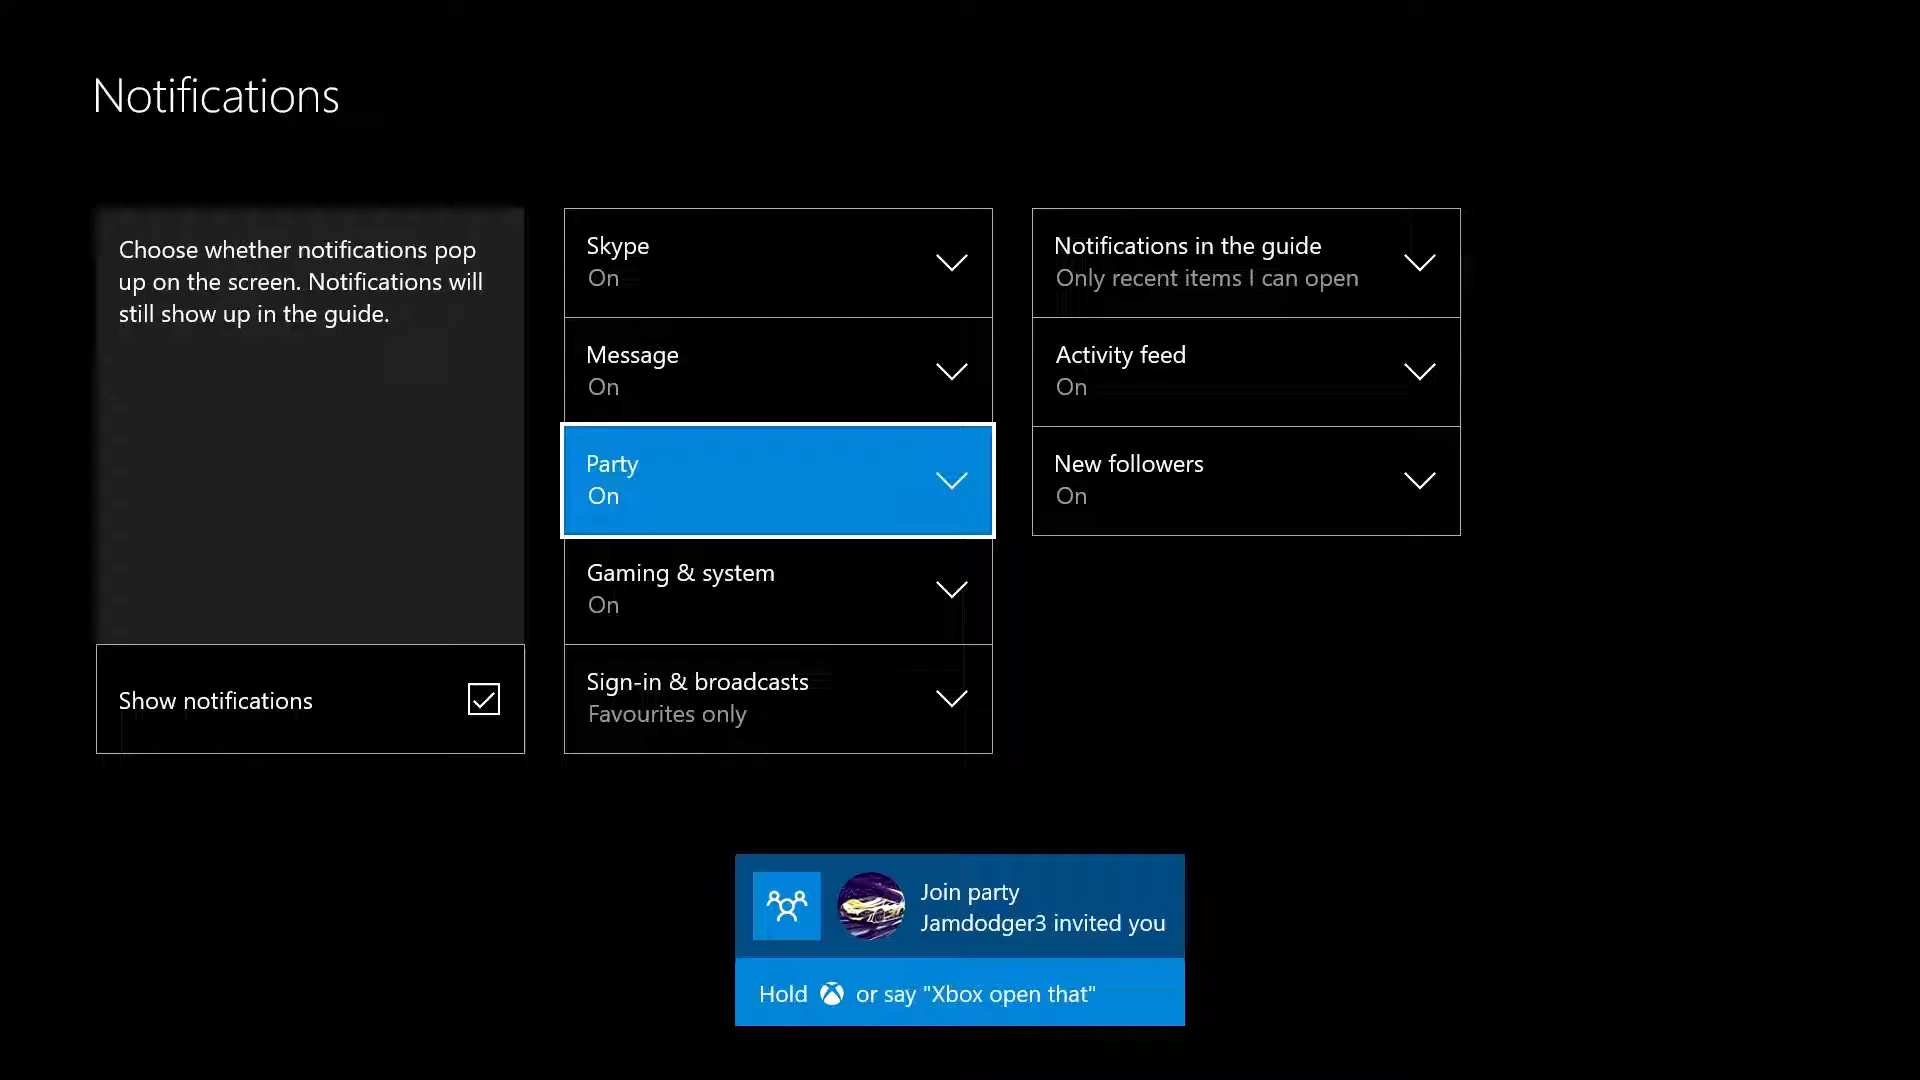 Notifications
Choose whether notifications pop
up on the screen. Notifications will
still show up in the guide.
Show notifications
Skype
On
Message
On
Party
On
Gaming & system
On
Sign-in & broadcasts
Favourites only
Notifications in the guide
Only recent items I can open
Activity feed
On
New followers
On
Join party
Jamdodger3 invited you
Hold or say "Xbox open that"